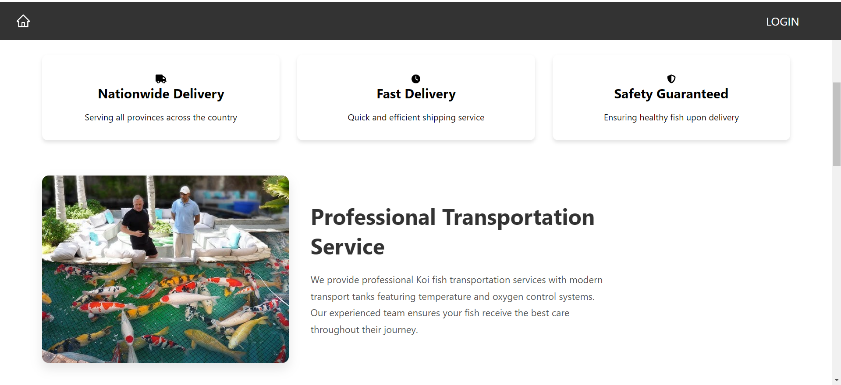 LOGIN
Nationwide Delivery
Serving all provinces across the country
Fast Delivery
Quick and efficient shipping service
Safety Guaranteed
Ensuring healthy fish upon delivery
Professional Transportation
Service
We provide professional Koi fish transportation services with modern
transport tanks featuring temperature and oxygen control systems.
Our experienced team ensures your fish receive the best care
throughout their journey.